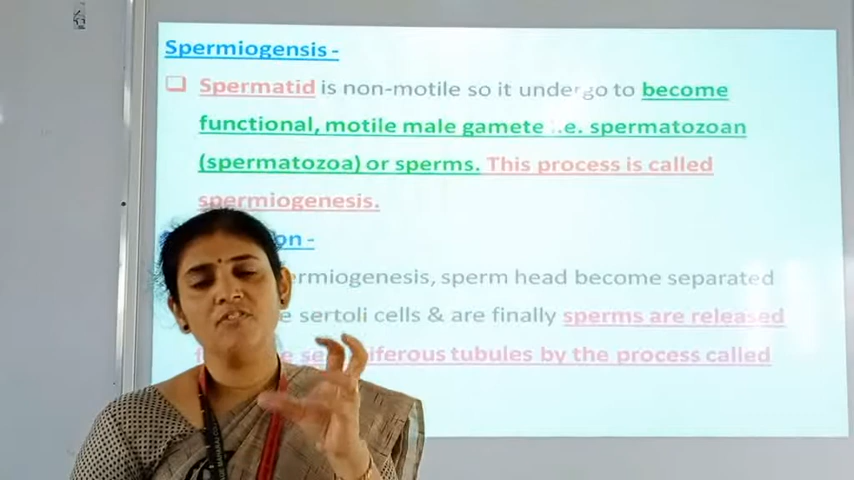 Spermiogensis -
Spermatid is non-motile so it undergo to become
functional, motile male gamete i.e. spermatozoan
(spermatozoa) or sperms. This process is called
spermiogenesis.
on -
ermiogenesis, sperm head become separated
sertoli cells & are finally sperms are released
iferous tubules by the process called